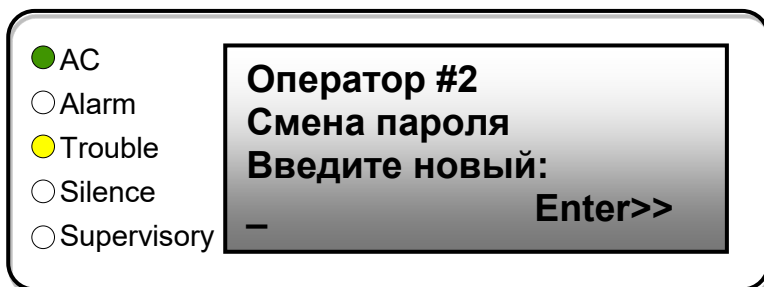 AC
Alarm
Trouble
Silence
Supervisory
Оператор #2
Смена пароля
Введите новый:
Enter>>
_